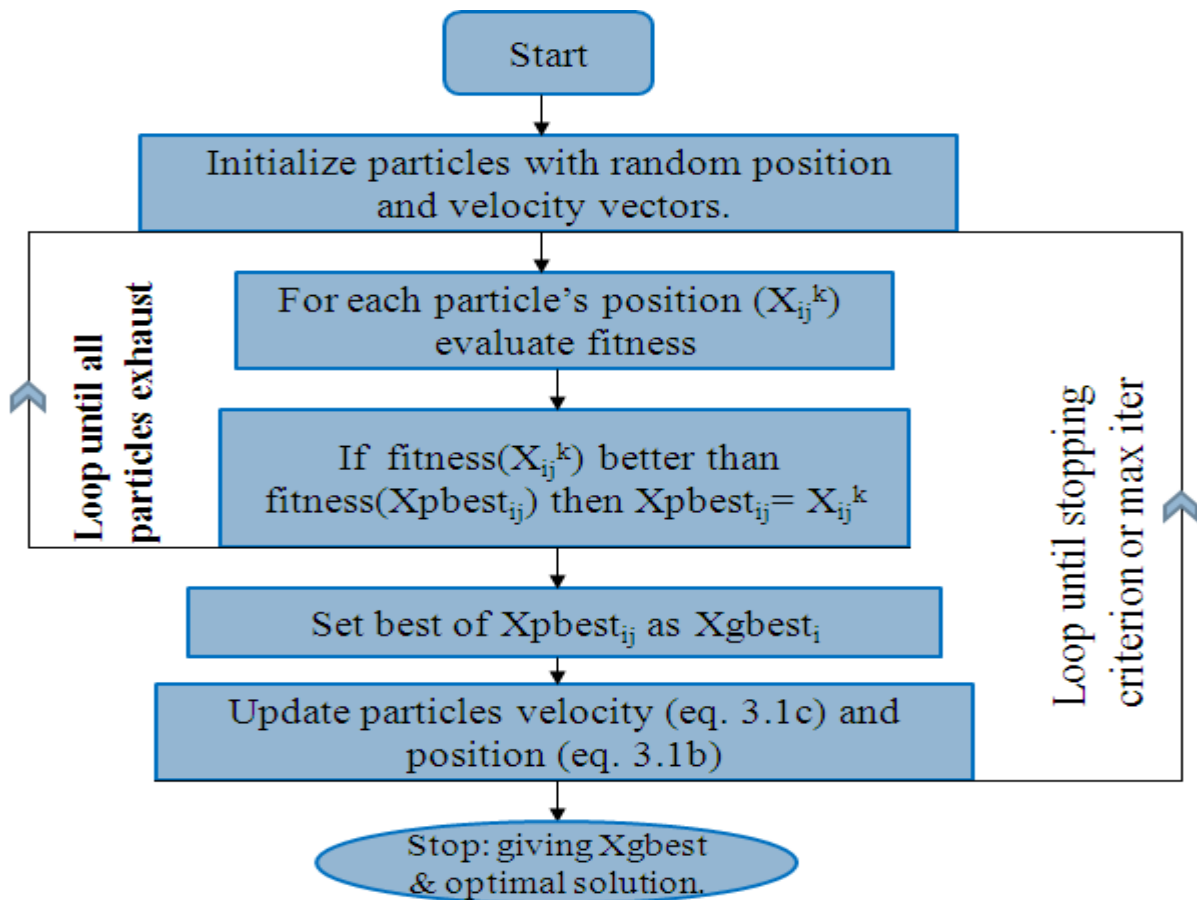 Start
Initialize particles with random position
and velocity vectors.
For each particle's position (Xᵢⱼᵏ)
evaluate fitness
If fitness(Xᵢⱼᵏ) better than
fitness(Xpbestᵢⱼ) then Xpbestᵢⱼ= Xᵢⱼᵏ
Loop until all
particles exhaust
Set best of Xpbestᵢⱼ as Xgbestᵢ
Update particles velocity (eq. 3.1c) and
position (eq. 3.1b)
Loop until stopping
criterion or max iter
Stop: giving Xgbest
& optimal solution.